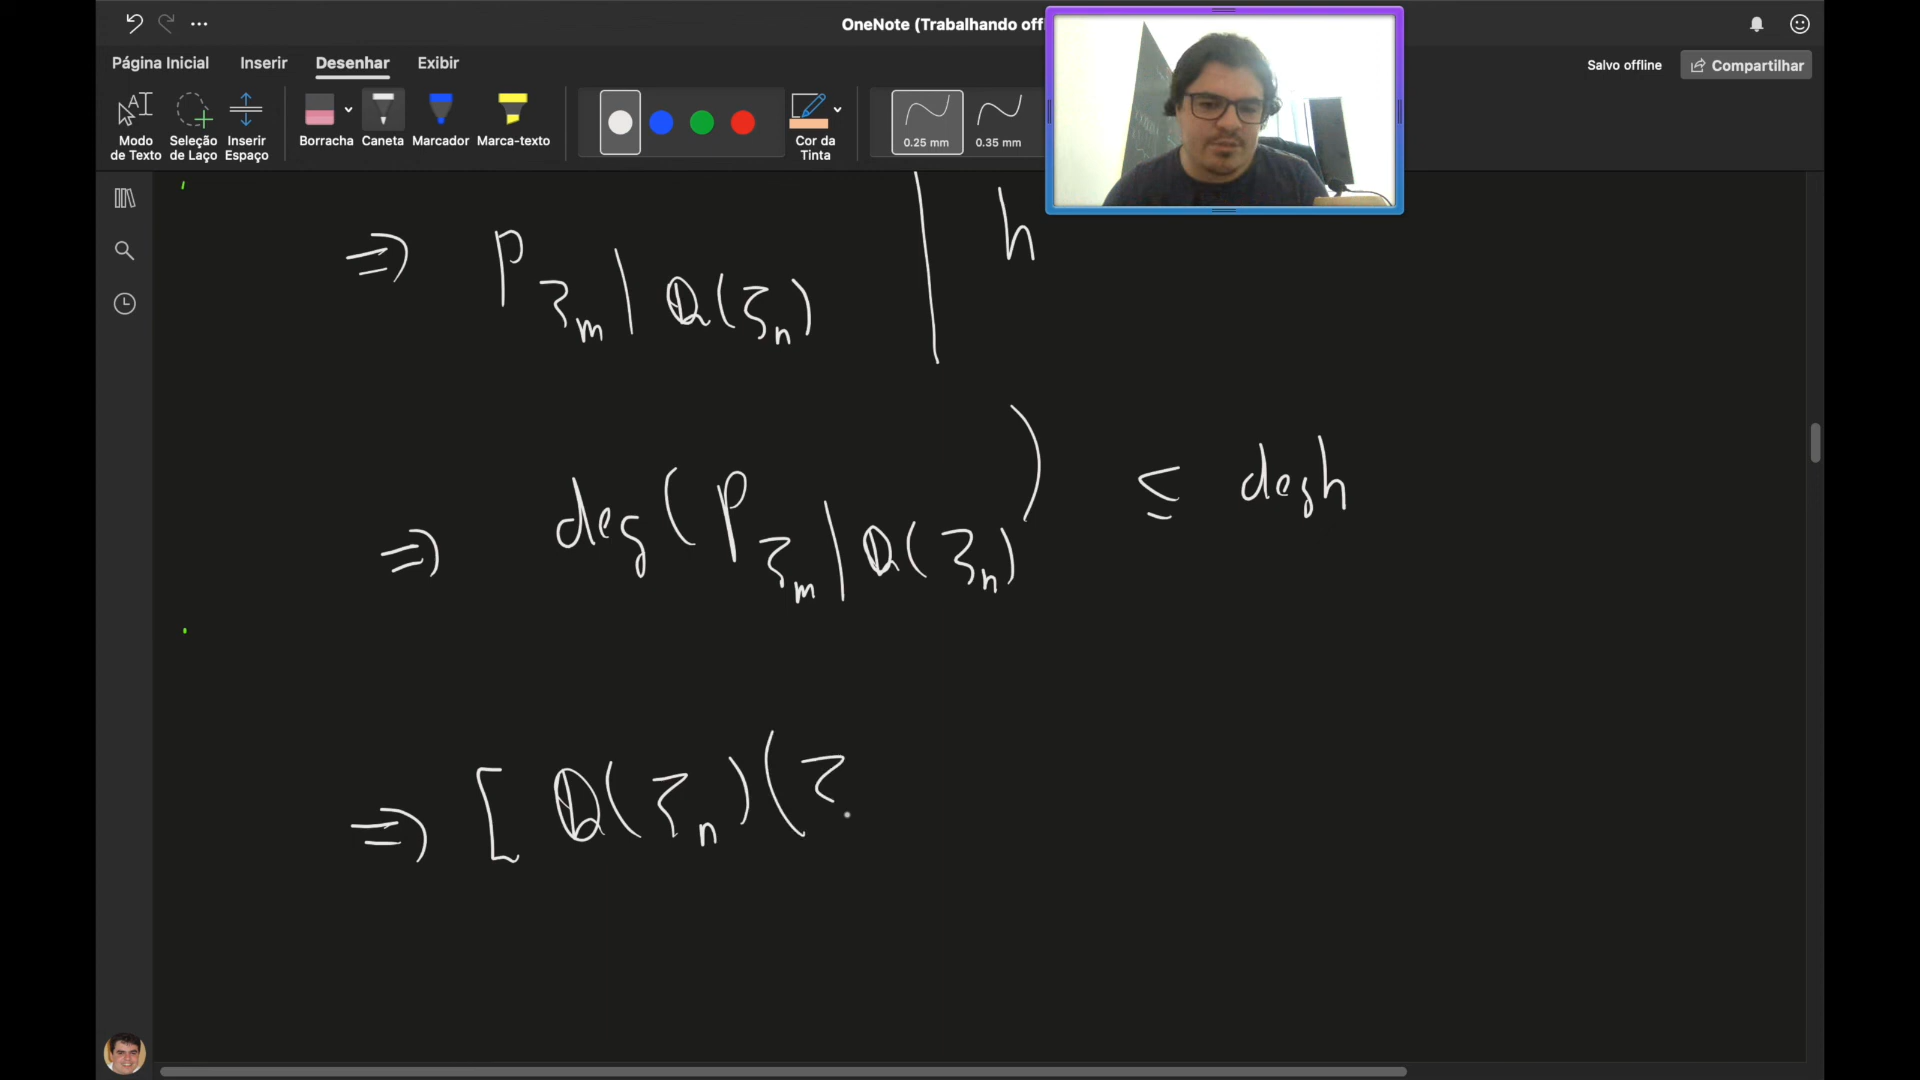 OneNote (Trabalhando off
Página Inicial Inserir Desenhar Exibir
Salvo offline Compartilhar
Modo de Texto
Seleção de Laço
Inserir Espaço
Borracha Caneta Marcador Marca-texto
Cor da Tinta
0.25 mm 0.35 mm
⇒ P_{ζ_m | ℚ(ζ_n)} | h
⇒ deg(P_{ζ_m | ℚ(ζ_n)}) ≤ deg h
⇒ [ ℚ(ζ_n)(ζ